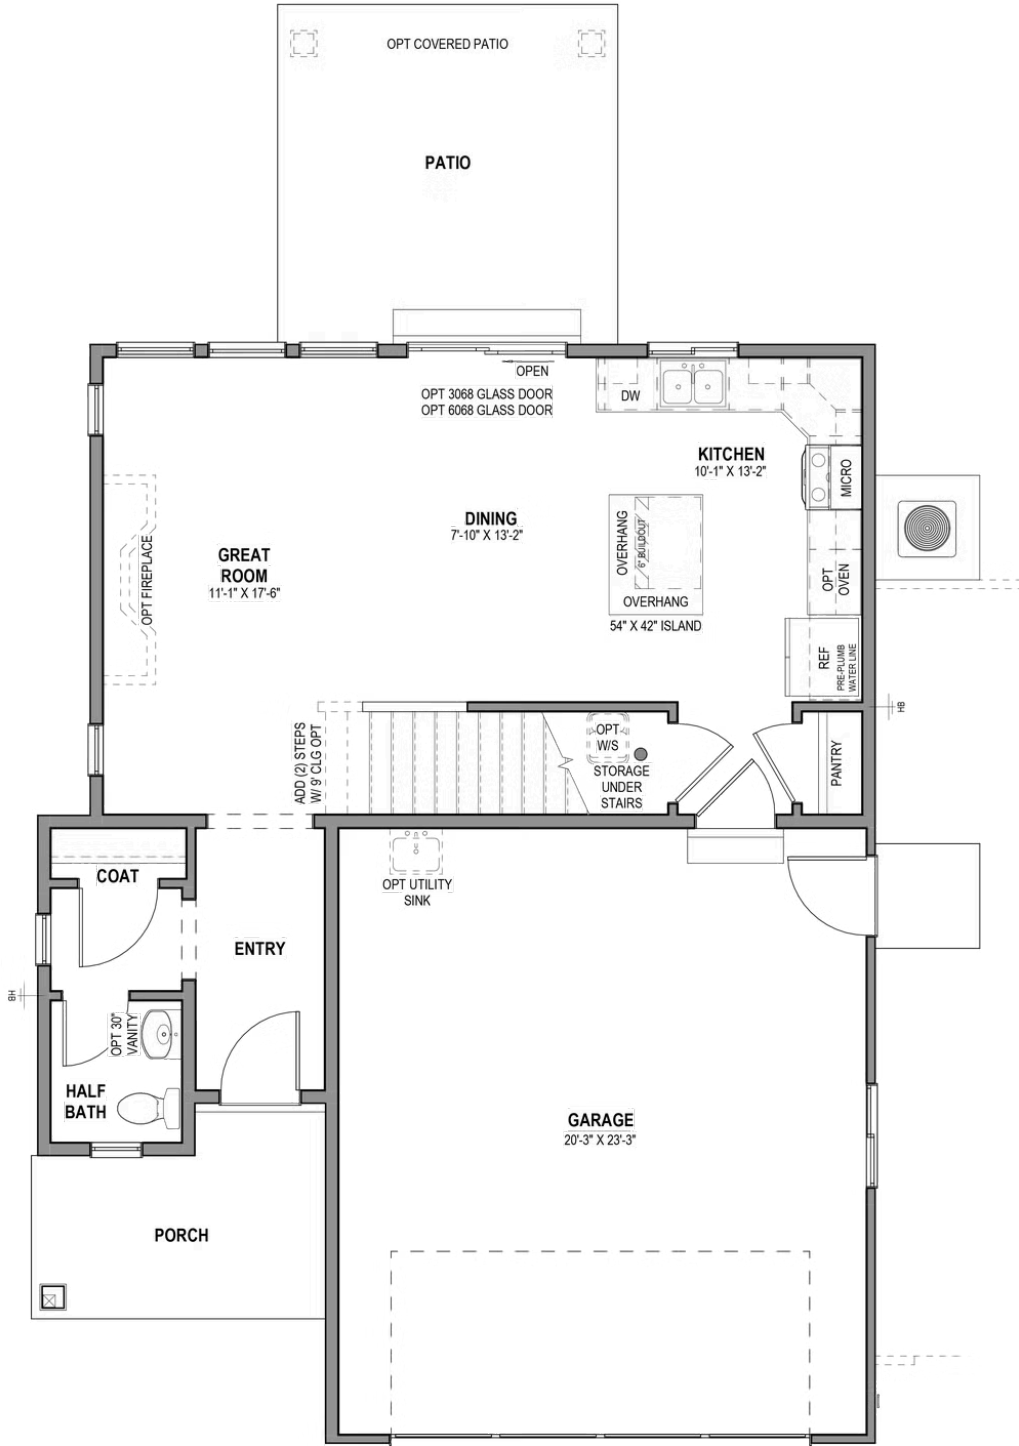 OPT COVERED PATIO
PATIO
OPEN
OPT 3068 GLASS DOOR
OPT 6068 GLASS DOOR
DW
KITCHEN
10'-1" X 13'-2"
MICRO
DINING
7'-10" X 13'-2"
OVERHANG
6" BUILDOUT
OVERHANG
54" X 42" ISLAND
GREAT
ROOM
11'-1" X 17'-6"
OPT FIREPLACE
OPT
OVEN
REF
PRE-PLUMB
WATER LINE
HB
ADD (2) STEPS
W/ 9' CLG OPT
OPT
W/S
STORAGE
UNDER
STAIRS
PANTRY
COAT
OPT UTILITY
SINK
ENTRY
HB
OPT 30"
VANITY
HALF
BATH
GARAGE
20'-3" X 23'-3"
PORCH